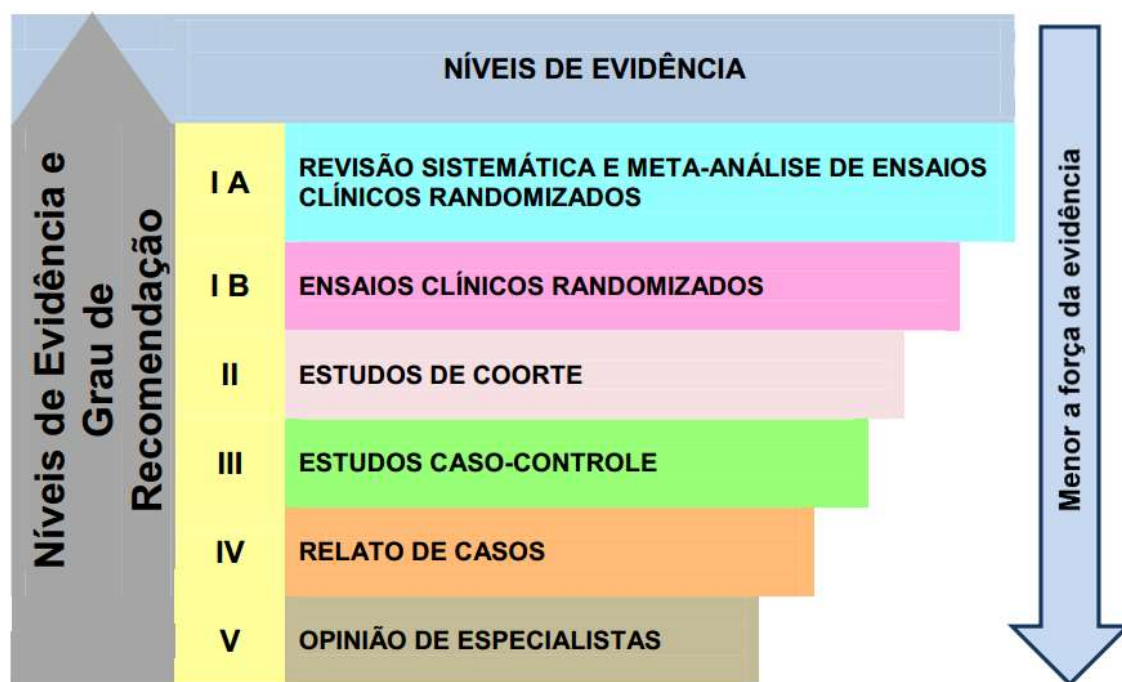 NÍVEIS DE EVIDÊNCIA
Níveis de Evidência e
Grau de
Recomendação
I A
REVISÃO SISTEMÁTICA E META-ANÁLISE DE ENSAIOS
CLÍNICOS RANDOMIZADOS
I B
ENSAIOS CLÍNICOS RANDOMIZADOS
II
ESTUDOS DE COORTE
III
ESTUDOS CASO-CONTROLE
IV
RELATO DE CASOS
V
OPINIÃO DE ESPECIALISTAS
Menor a força da evidência